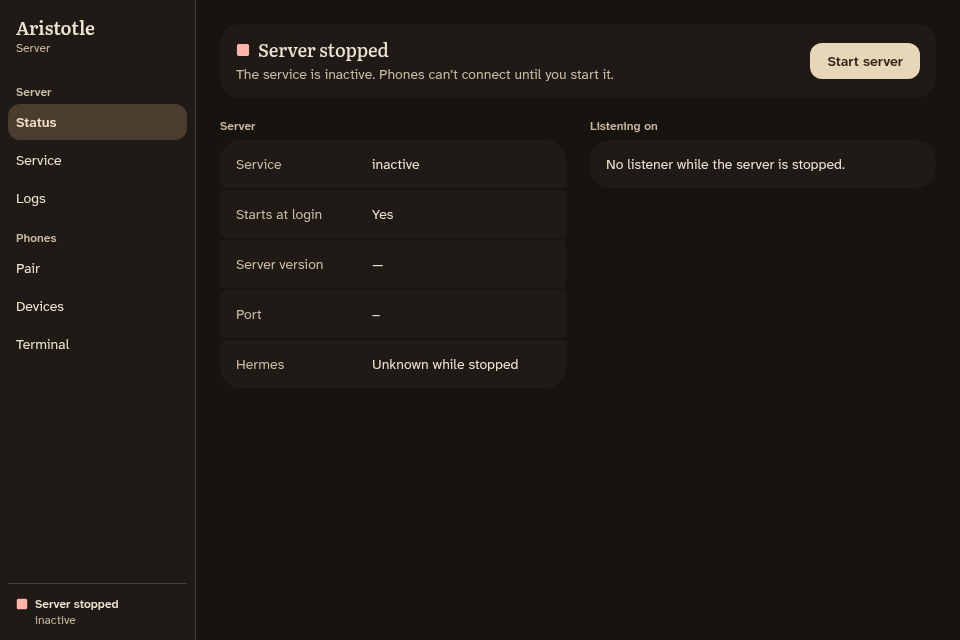 Aristotle
Server
Server
Status
Service
Logs
Phones
Pair
Devices
Terminal
Server stopped
inactive
Server stopped
The service is inactive. Phones can't connect until you start it.
Start server
Server
Service inactive
Starts at login Yes
Server version —
Port –
Hermes Unknown while stopped
Listening on
No listener while the server is stopped.